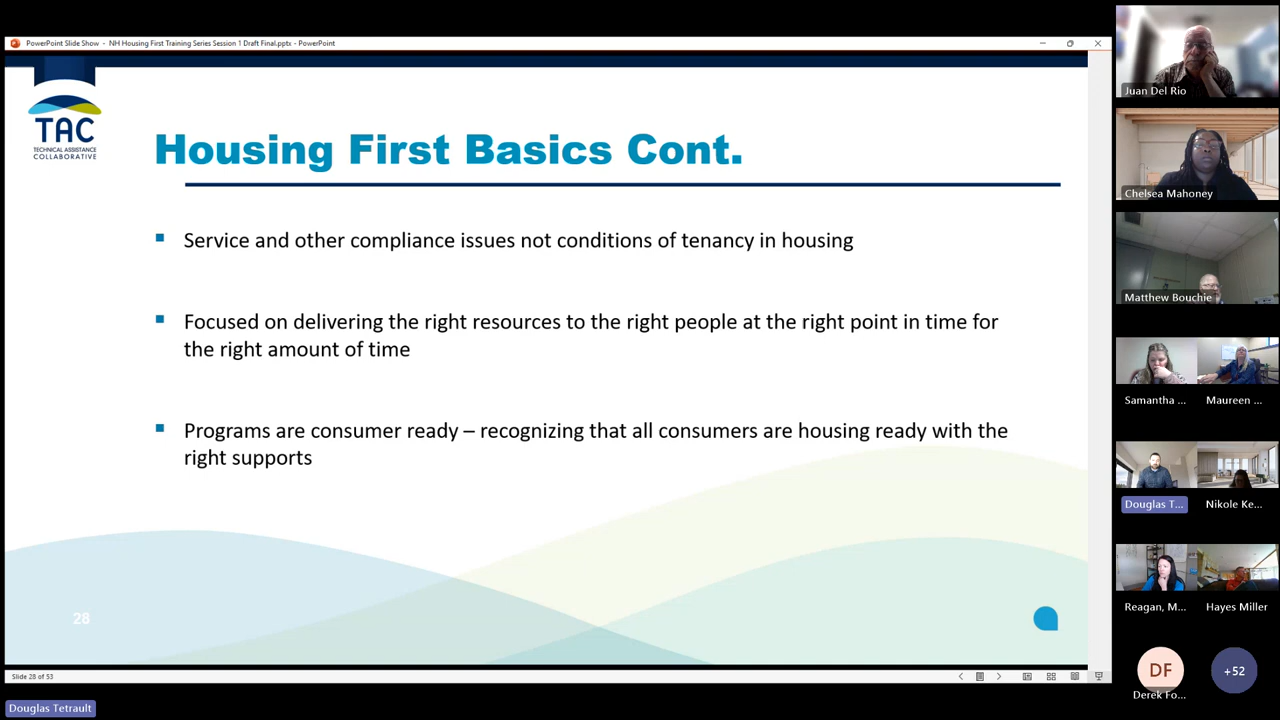 PowerPoint Slide Show - NH Housing First Training Series Session 1 Draft Final.pptx - PowerPoint
TAC
TECHNICAL ASSISTANCE
COLLABORATIVE
Housing First Basics Cont.
Service and other compliance issues not conditions of tenancy in housing
Focused on delivering the right resources to the right people at the right point in time for
the right amount of time
Programs are consumer ready – recognizing that all consumers are housing ready with the
right supports
28
Slide 28 of 53
Douglas Tetrault
Juan Del Rio
Chelsea Mahoney
Matthew Bouchie
Samantha ...
Maureen ...
Douglas T...
Nikole Ke...
Reagan, M...
Hayes Miller
DF
Derek Fo...
+52